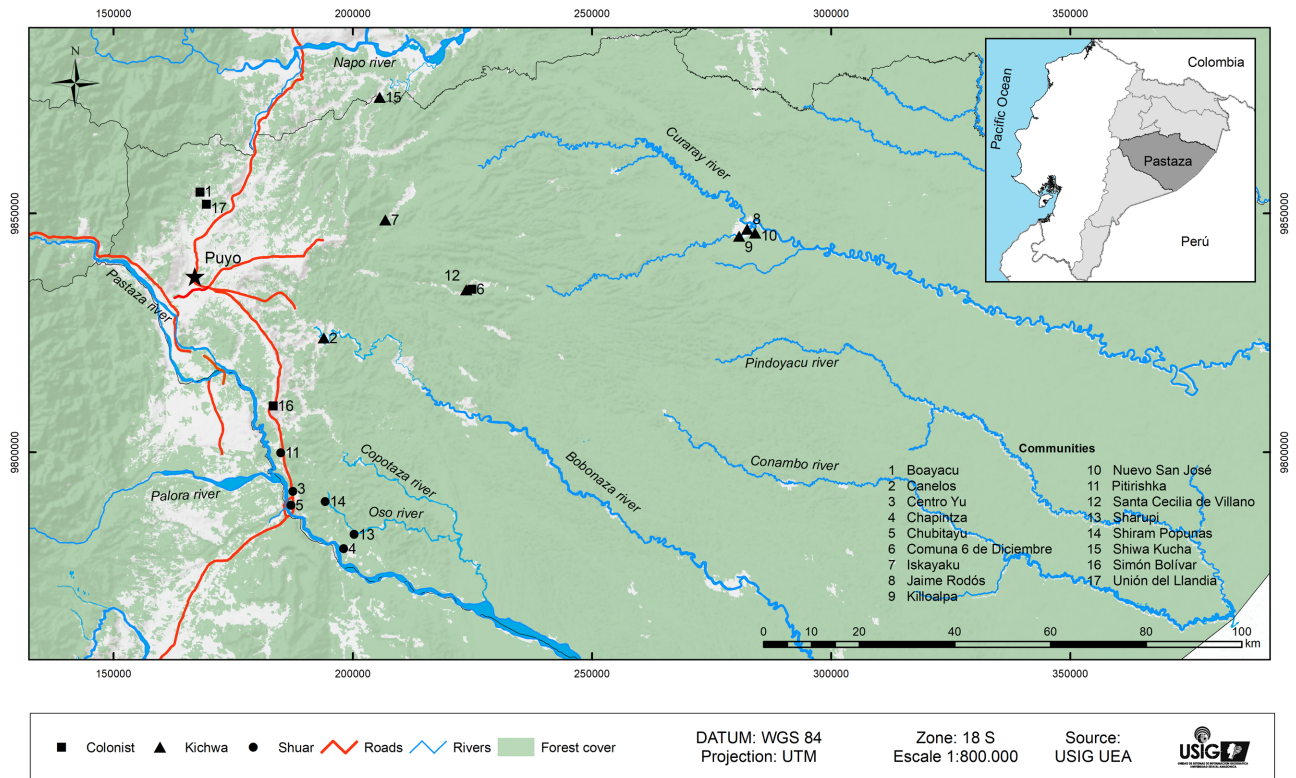 150000 200000 250000 300000 350000
N
Napo river
15
Curaray river
Pacific Ocean
Colombia
Pastaza
Perú
9850000
9850000
1
17
7
8
10
9
Puyo
12
6
Pastaza river
2
Pindoyacu river
16
Bobonaza river
9800000
9800000
11
Copotaza river
Conambo river
Palora river
3
5
14
Oso river
13
4
Communities
1 Boayacu
2 Canelos
3 Centro Yu
4 Chapintza
5 Chubitayu
6 Comuna 6 de Diciembre
7 Iskayaku
8 Jaime Rodós
9 Killoalpa
10 Nuevo San José
11 Pitirishka
12 Santa Cecilia de Villano
13 Sharupi
14 Shiram Popunas
15 Shiwa Kucha
16 Simón Bolívar
17 Unión del Llandia
0 10 20 40 60 80 100
km
150000 200000 250000 300000 350000
Colonist Kichwa Shuar Roads Rivers Forest cover
DATUM: WGS 84
Projection: UTM
Zone: 18 S
Escale 1:800.000
Source:
USIG UEA
USIG